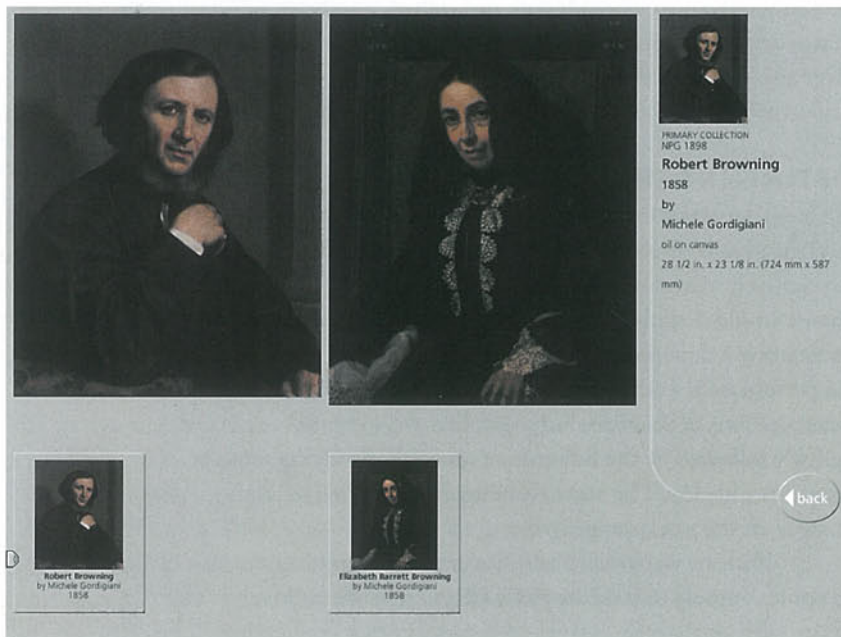 PRIMARY COLLECTION
NPG 1898
Robert Browning
1858
by
Michele Gordigiani
oil on canvas
28 1/2 in. x 23 1/8 in. (724 mm x 587
mm)
back
Robert Browning
by Michele Gordigiani
1858
Elizabeth Barrett Browning
by Michele Gordigiani
1858